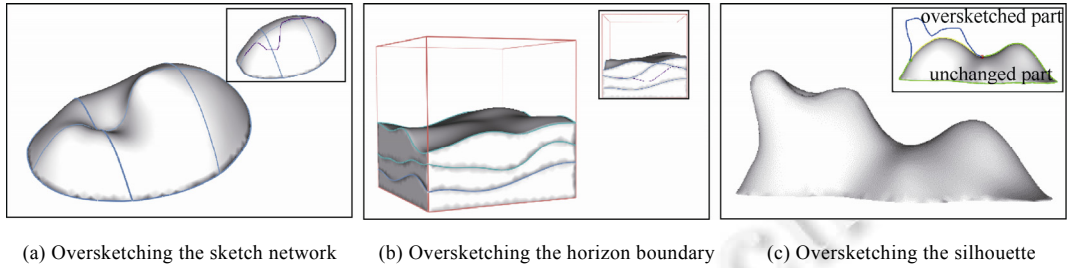 oversketched part
unchanged part
(a) Oversketching the sketch network
(b) Oversketching the horizon boundary
(c) Oversketching the silhouette